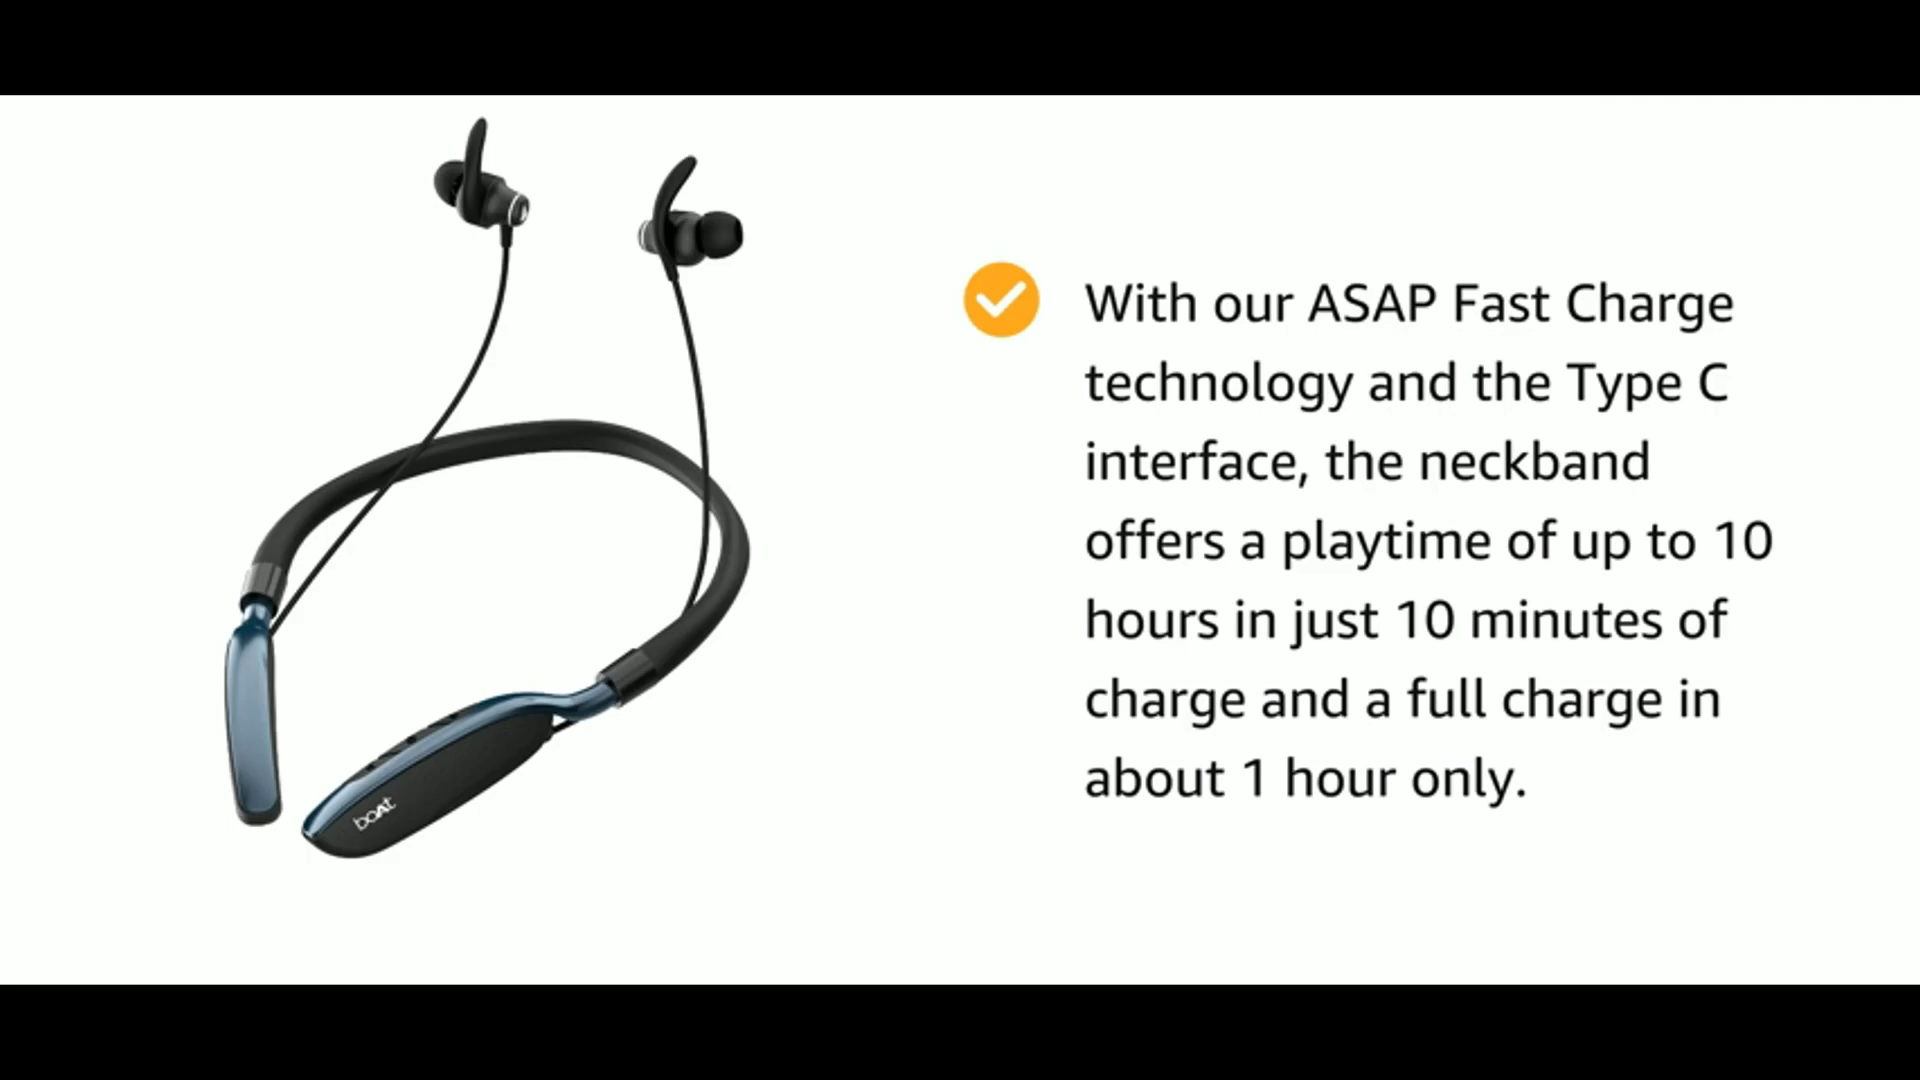 With our ASAP Fast Charge
technology and the Type C
interface, the neckband
offers a playtime of up to 10
hours in just 10 minutes of
charge and a full charge in
about 1 hour only.
boAt